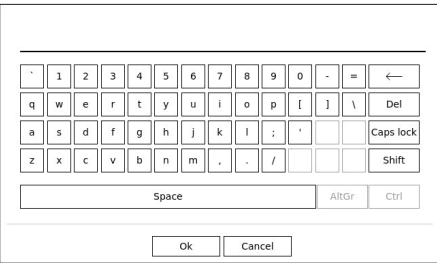 ` 1 2 3 4 5 6 7 8 9 0 - = ←
q w e r t y u i o p [ ] \ Del
a s d f g h j k l ; ' Caps lock
z x c v b n m , . / Shift
Space AltGr Ctrl
Ok Cancel